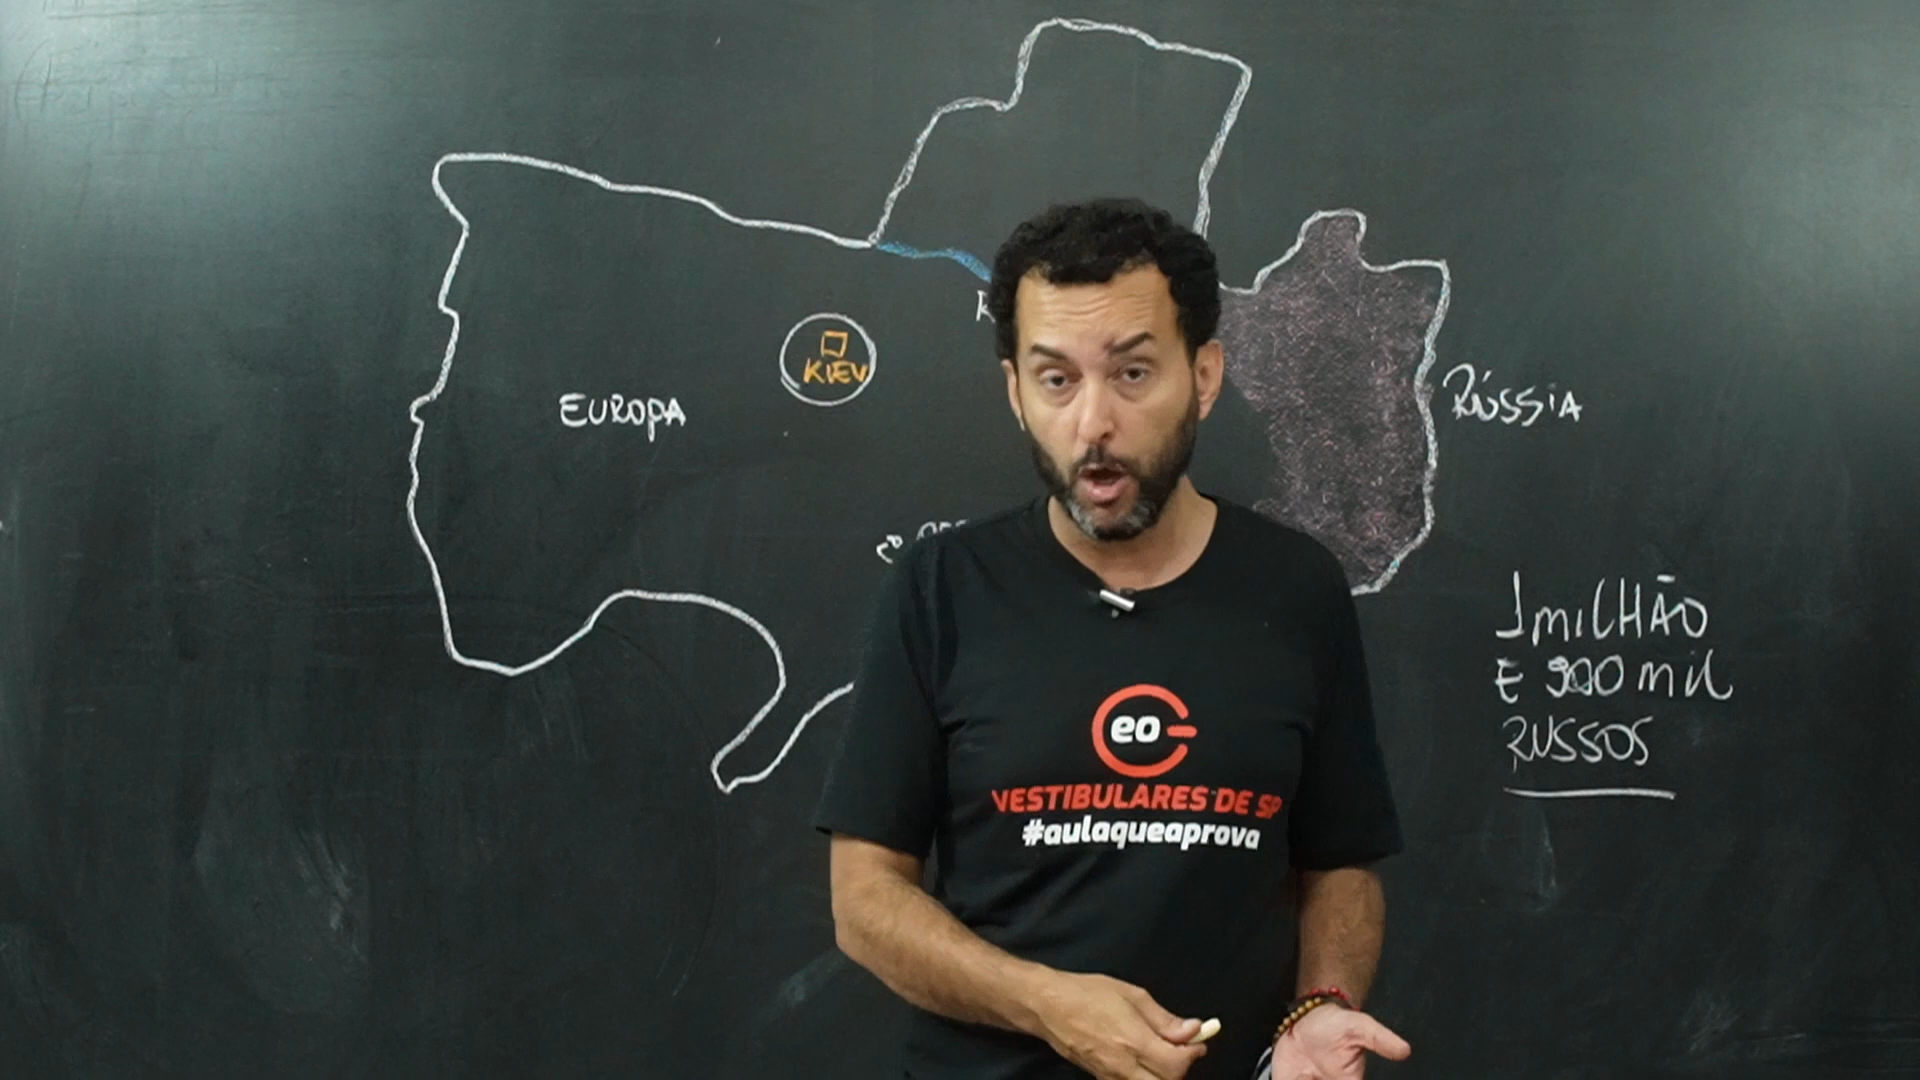 KIEV
EUROPA
RÚSSIA
1 MILHÃO
E 900 mil
RUSSOS
eo
VESTIBULARES DE SP
#aulaqueaprova